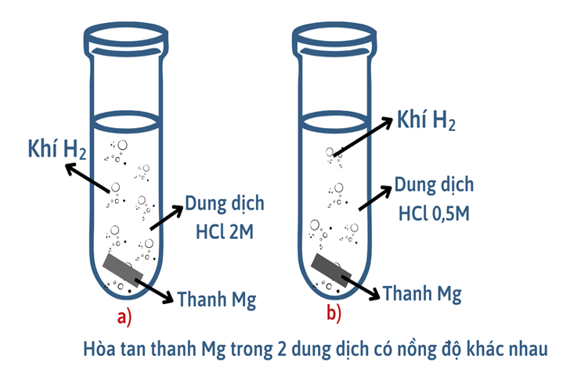 Khí H₂
Dung dịch
HCl 2M
Thanh Mg
a)
Khí H₂
Dung dịch
HCl 0,5M
Thanh Mg
b)
Hòa tan thanh Mg trong 2 dung dịch có nồng độ khác nhau